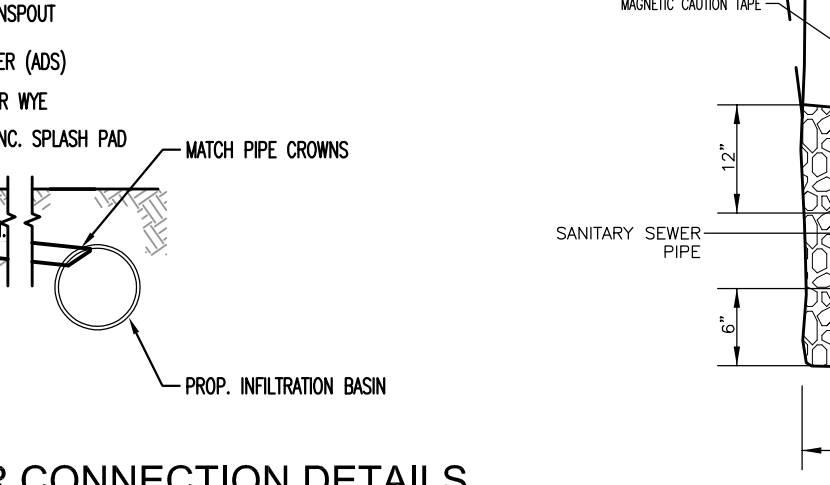 NSPOUT
ER (ADS)
R WYE
NC. SPLASH PAD
MATCH PIPE CROWNS
PROP. INFILTRATION BASIN
R CONNECTION DETAILS
MAGNETIC CAUTION TAPE
12"
SANITARY SEWER
PIPE
6"